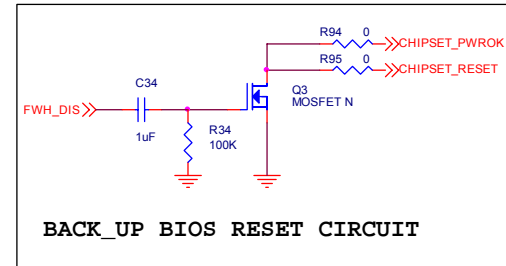 R94 0
CHIPSET_PWROK
R95 0
CHIPSET_RESET
C34
Q3
MOSFET N
FWH_DIS
1uF
R34
100K
BACK_UP BIOS RESET CIRCUIT